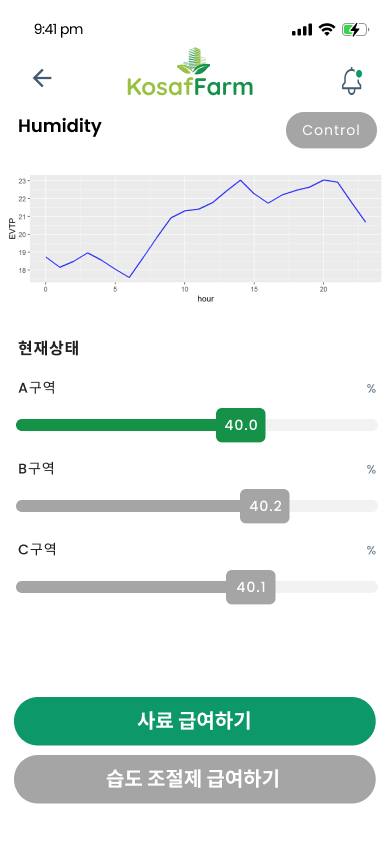 9:41 pm
KosafFarm
Humidity
Control
EVTP
23
22
21
20
19
18
0 5 10 15 20
hour
현재상태
A구역 %
40.0
B구역 %
40.2
C구역 %
40.1
사료 급여하기
습도 조절제 급여하기